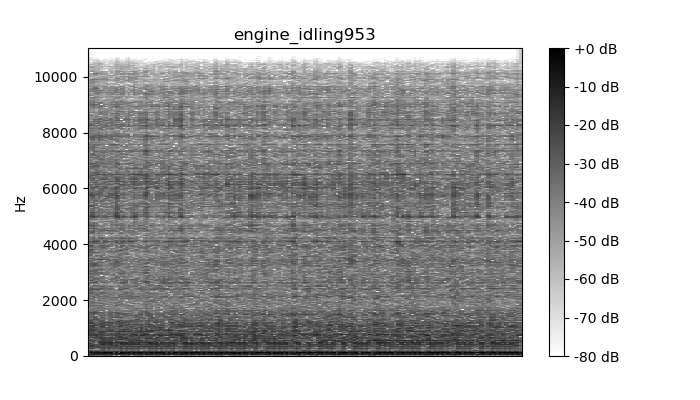 engine_idling953
10000
8000
6000
4000
2000
0
Hz
+0 dB
-10 dB
-20 dB
-30 dB
-40 dB
-50 dB
-60 dB
-70 dB
-80 dB